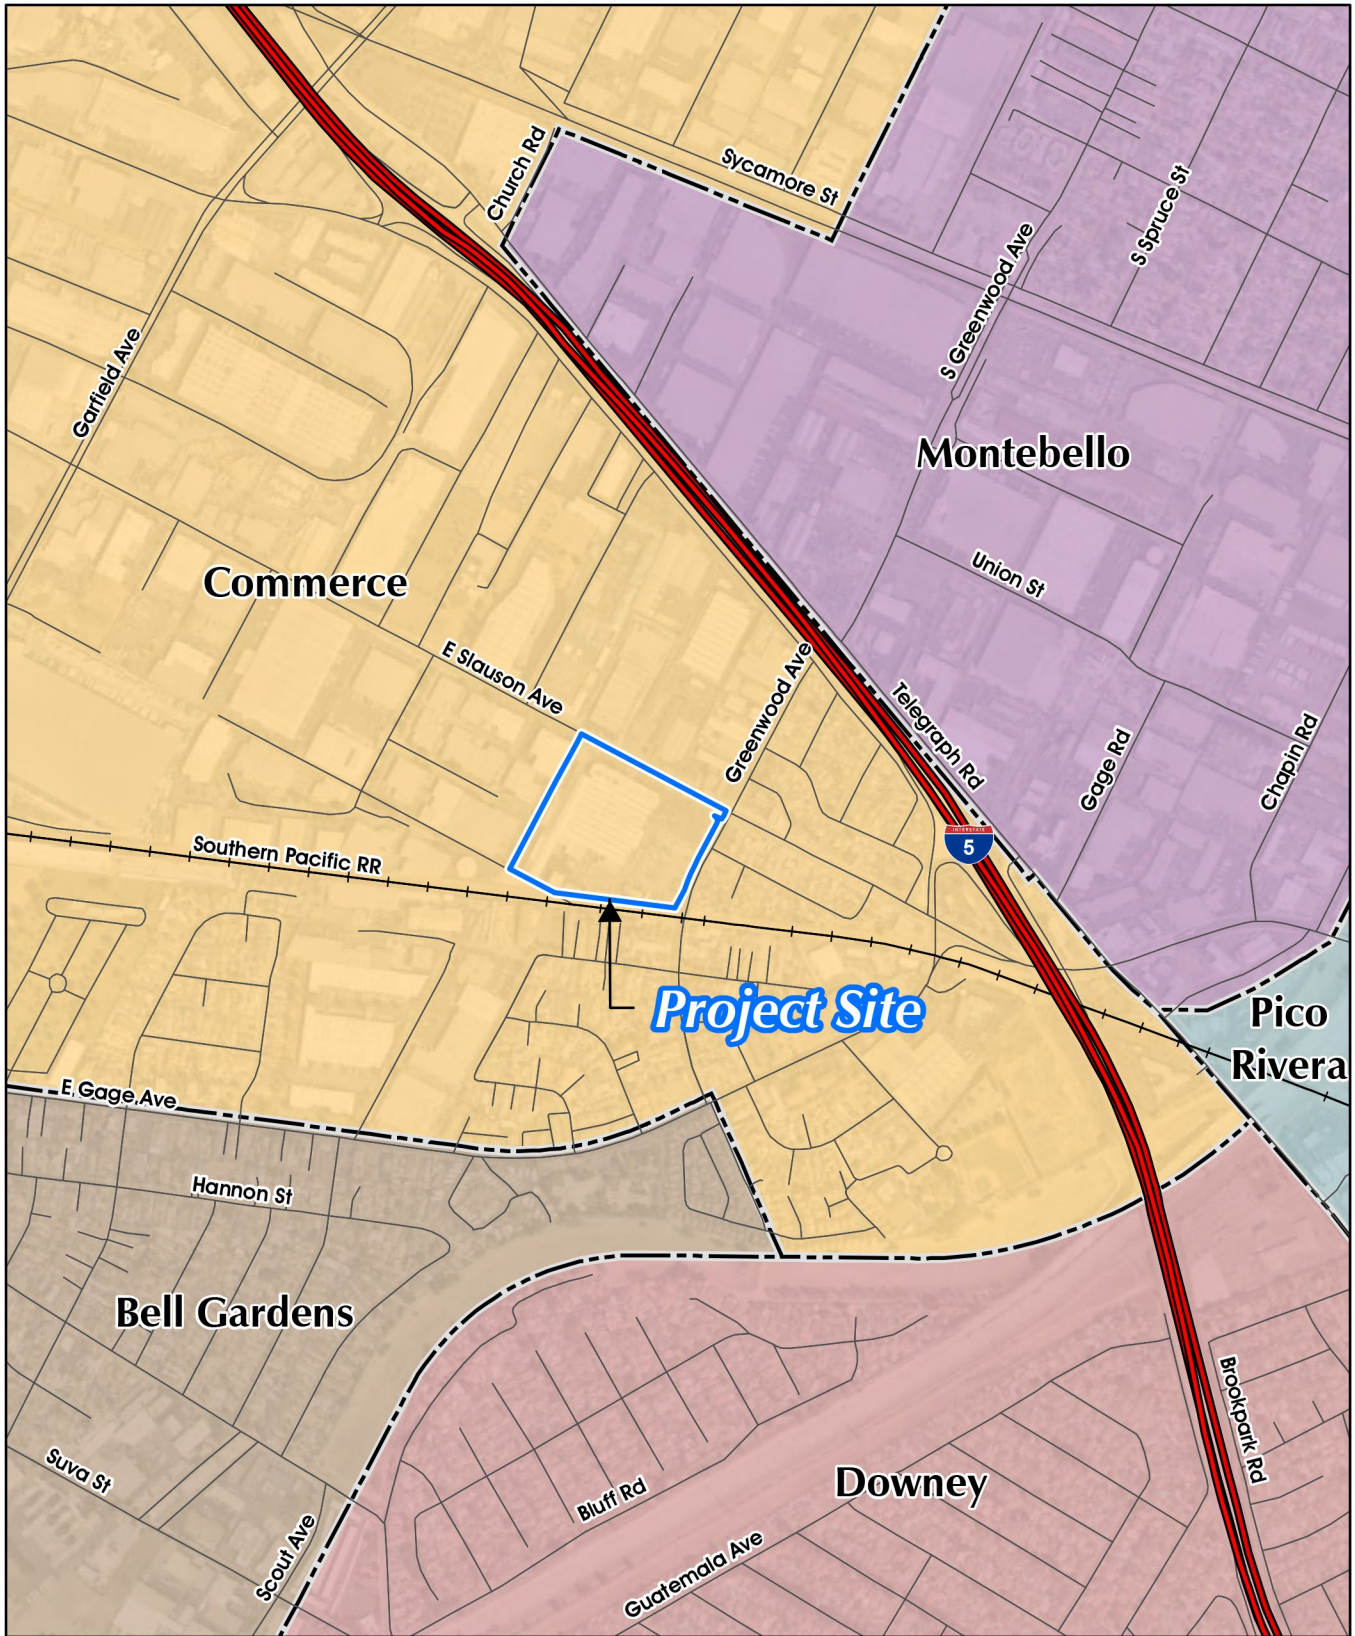 Church Rd
Sycamore St
S Spruce St
S Greenwood Ave
Garfield Ave
Montebello
Union St
Commerce
E Slauson Ave
Greenwood Ave
Telegraph Rd
Gage Rd
Chapin Rd
INTERSTATE
5
Southern Pacific RR
Project Site
Pico
Rivera
E Gage Ave
Hannon St
Bell Gardens
Brookpark Rd
Suva St
Downey
Bluff Rd
Scout Ave
Guatemala Ave